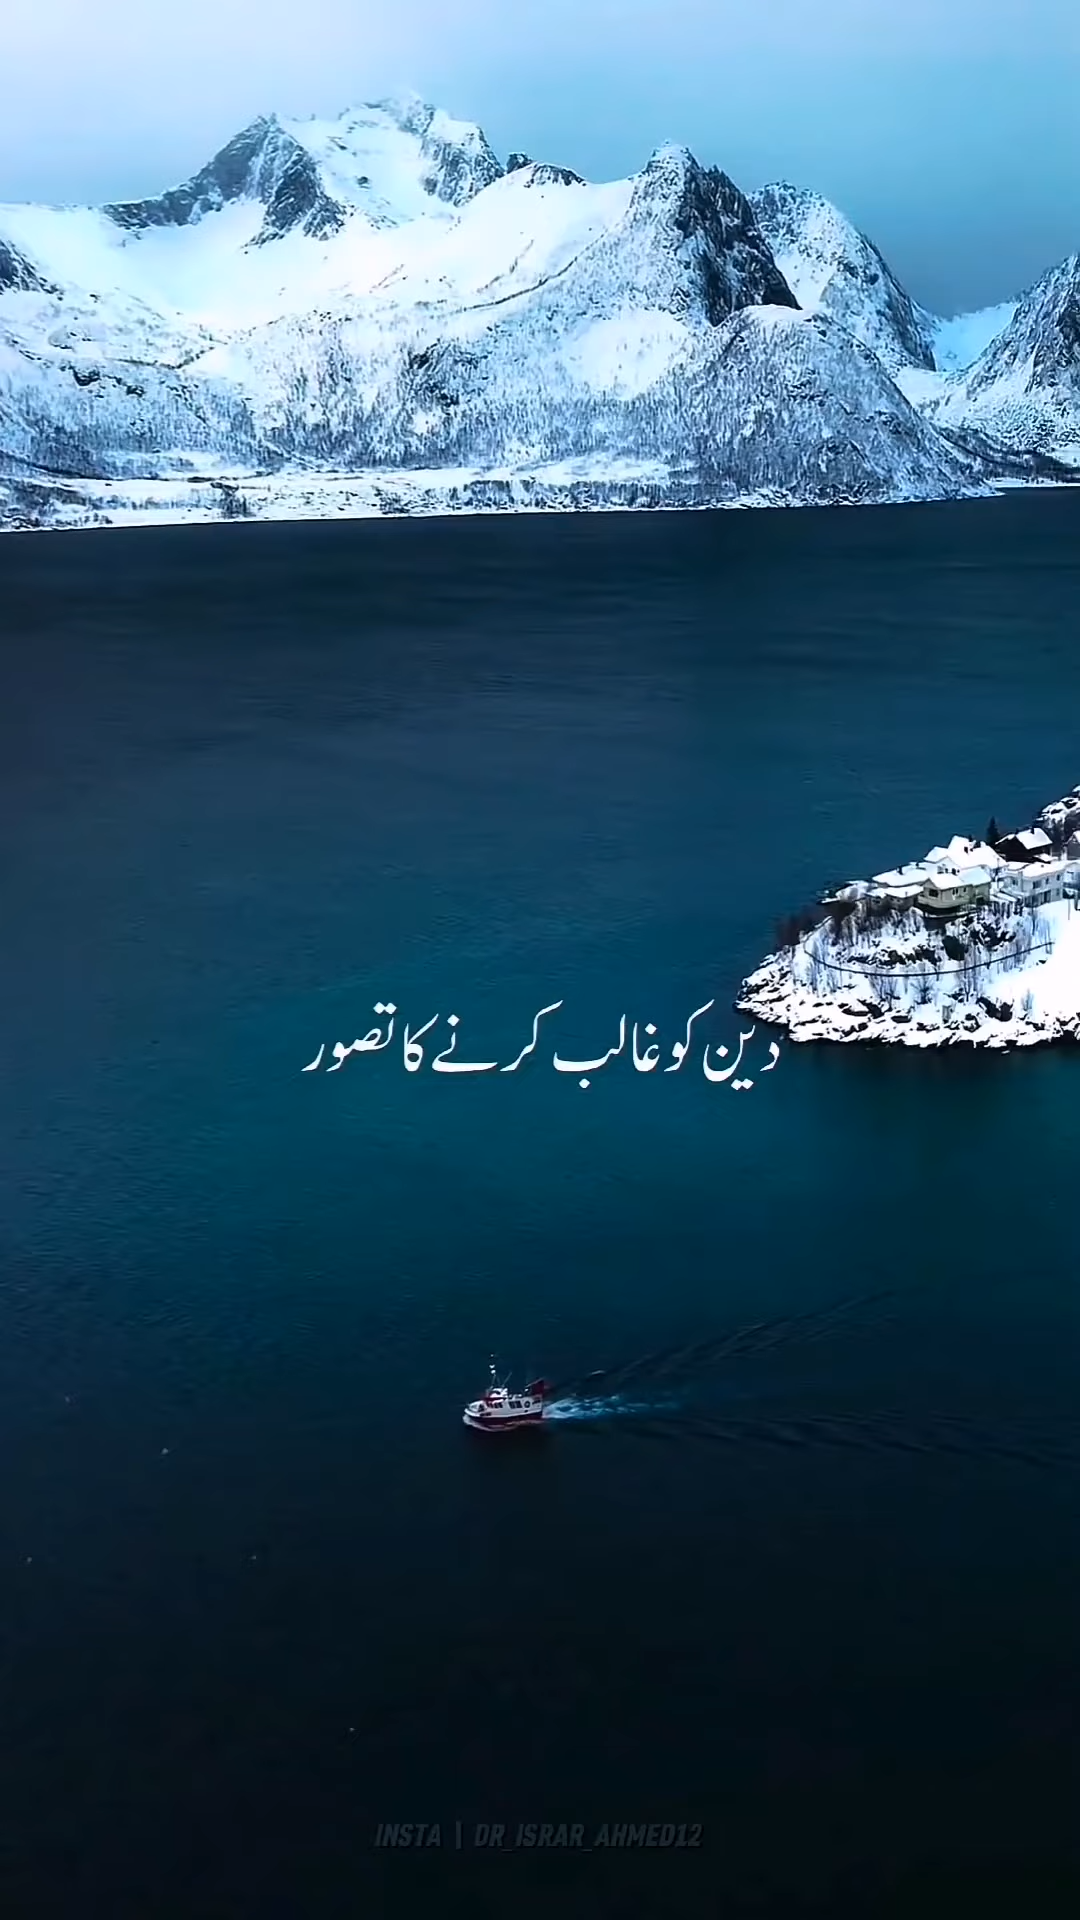 دین کو غالب کرنے کا تصور
INSTA | DR_ISRAR_AHMED12